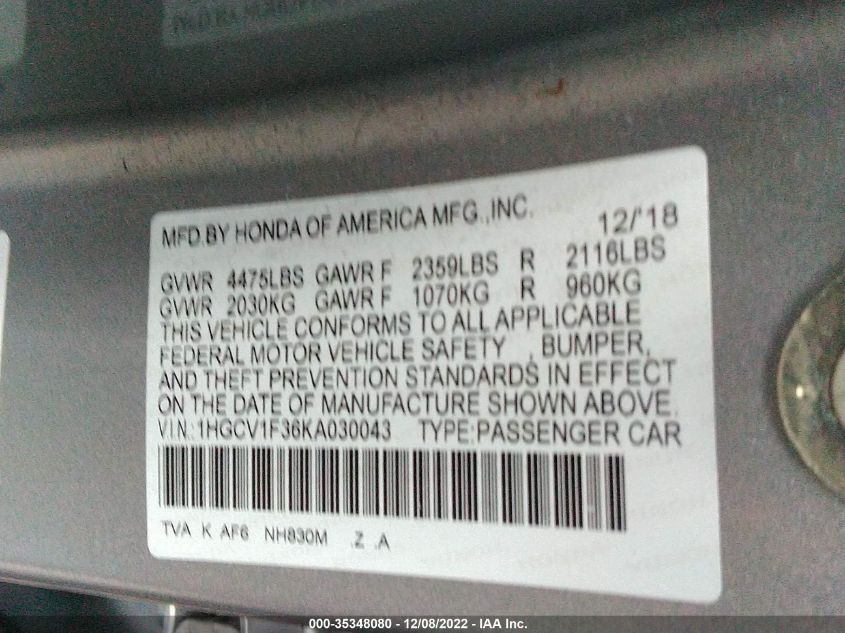 MFD.BY HONDA OF AMERICA MFG.,INC. 12/'18
GVWR 4475LBS GAWR F 2359LBS R 2116LBS
GVWR 2030KG GAWR F 1070KG R 960KG
THIS VEHICLE CONFORMS TO ALL APPLICABLE
FEDERAL MOTOR VEHICLE SAFETY , BUMPER,
AND THEFT PREVENTION STANDARDS IN EFFECT
ON THE DATE OF MANUFACTURE SHOWN ABOVE.
VIN.:1HGCV1F36KA030043 TYPE:PASSENGER CAR
TVA K AF6 NH830M .Z .A
000-35348080 - 12/08/2022 - IAA Inc.